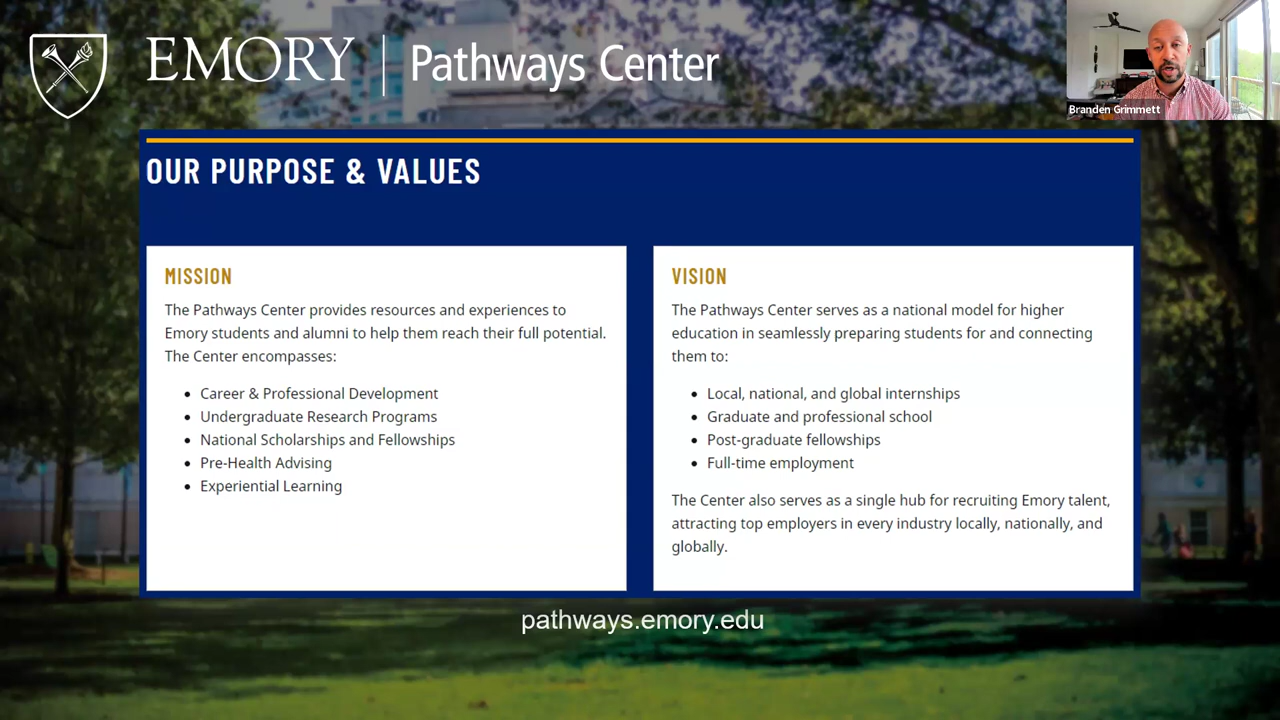 EMORY | Pathways Center
Branden Grimmett
OUR PURPOSE & VALUES
MISSION
The Pathways Center provides resources and experiences to
Emory students and alumni to help them reach their full potential.
The Center encompasses:
• Career & Professional Development
• Undergraduate Research Programs
• National Scholarships and Fellowships
• Pre-Health Advising
• Experiential Learning
VISION
The Pathways Center serves as a national model for higher
education in seamlessly preparing students for and connecting
them to:
• Local, national, and global internships
• Graduate and professional school
• Post-graduate fellowships
• Full-time employment
The Center also serves as a single hub for recruiting Emory talent,
attracting top employers in every industry locally, nationally, and
globally.
pathways.emory.edu